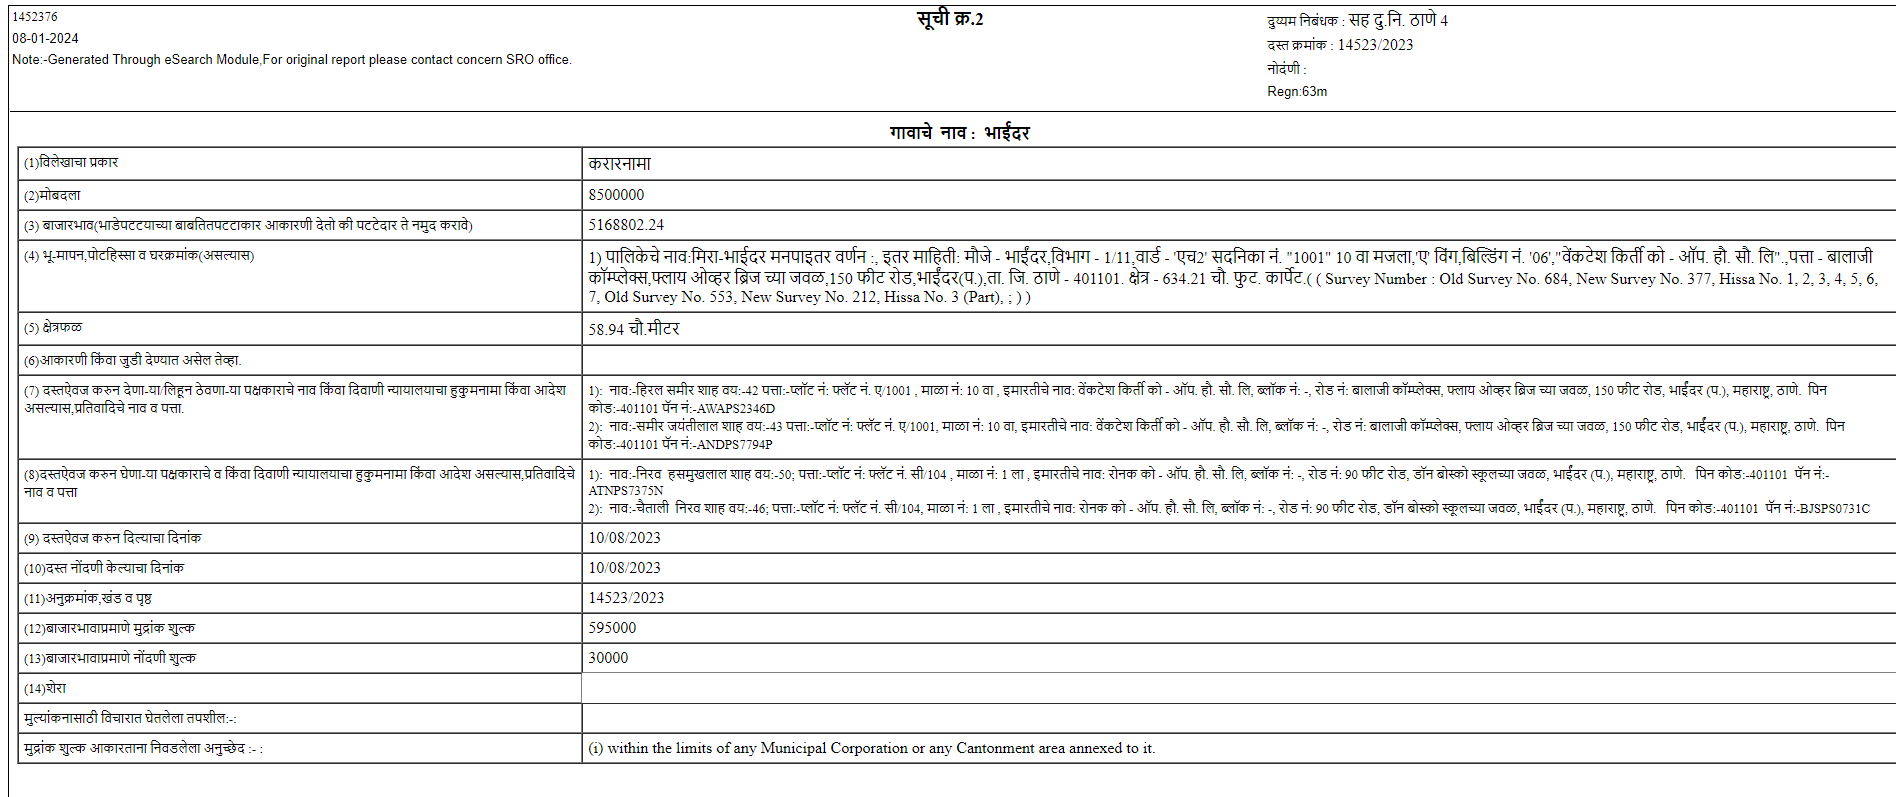 1452376
08-01-2024
Note:-Generated Through eSearch Module,For original report please contact concern SRO office.
सूची क्र.2
दुय्यम निबंधक : सह दु.नि. ठाणे 4
दस्त क्रमांक : 14523/2023
नोदंणी :
Regn:63m
गावाचे नाव : भाईंदर
(1)विलेखाचा प्रकार
करारनामा
(2)मोबदला
8500000
(3) बाजारभाव(भाडेपटटयाच्या बाबतितपटटाकार आकारणी देतो की पटटेदार ते नमुद करावे)
5168802.24
(4) भू-मापन,पोटहिस्सा व घरक्रमांक(असल्यास)
1) पालिकेचे नाव:मिरा-भाईंदर मनपाइतर वर्णन :, इतर माहिती: मौजे - भाईंदर,विभाग - 1/11,वार्ड - 'एच2' सदनिका नं. "1001" 10 वा मजला,'ए' विंग,बिल्डिंग नं. '06',"वेंकटेश किर्ती को - ऑप. हौ. सौ. लि".,पत्ता - बालाजी
कॉम्प्लेक्स,फ्लाय ओव्हर ब्रिज च्या जवळ,150 फीट रोड,भाईंदर(प.),ता. जि. ठाणे - 401101. क्षेत्र - 634.21 चौ. फुट. कार्पेट.( ( Survey Number : Old Survey No. 684, New Survey No. 377, Hissa No. 1, 2, 3, 4, 5, 6,
7, Old Survey No. 553, New Survey No. 212, Hissa No. 3 (Part), ; ) )
(5) क्षेत्रफळ
58.94 चौ.मीटर
(6)आकारणी किंवा जुडी देण्यात असेल तेव्हा.
(7) दस्तऐवज करुन देणा-या/लिहून ठेवणा-या पक्षकाराचे नाव किंवा दिवाणी न्यायालयाचा हुकुमनामा किंवा आदेश
असल्यास,प्रतिवादिचे नाव व पत्ता.
1): नाव:-हिरल समीर शाह वय:-42 पत्ता:-प्लॉट नं: फ्लॅट नं. ए/1001 , माळा नं: 10 वा , इमारतीचे नाव: वेंकटेश किर्ती को - ऑप. हौ. सौ. लि, ब्लॉक नं: -, रोड नं: बालाजी कॉम्प्लेक्स, फ्लाय ओव्हर ब्रिज च्या जवळ, 150 फीट रोड, भाईंदर (प.), महाराष्ट्र, ठाणे. पिन
कोड:-401101 पॅन नं:-AWAPS2346D
2): नाव:-समीर जयंतीलाल शाह वय:-43 पत्ता:-प्लॉट नं: फ्लॅट नं. ए/1001, माळा नं: 10 वा, इमारतीचे नाव: वेंकटेश किर्ती को - ऑप. हौ. सौ. लि, ब्लॉक नं: -, रोड नं: बालाजी कॉम्प्लेक्स, फ्लाय ओव्हर ब्रिज च्या जवळ, 150 फीट रोड, भाईंदर (प.), महाराष्ट्र, ठाणे. पिन
कोड:-401101 पॅन नं:-ANDPS7794P
(8)दस्तऐवज करुन घेणा-या पक्षकाराचे व किंवा दिवाणी न्यायालयाचा हुकुमनामा किंवा आदेश असल्यास,प्रतिवादिचे
नाव व पत्ता
1): नाव:-निरव हसमुखलाल शाह वय:-50; पत्ता:-प्लॉट नं: फ्लॅट नं. सी/104 , माळा नं: 1 ला , इमारतीचे नाव: रोनक को - ऑप. हौ. सौ. लि, ब्लॉक नं: -, रोड नं: 90 फीट रोड, डॉन बोस्को स्कूलच्या जवळ, भाईंदर (प.), महाराष्ट्र, ठाणे. पिन कोड:-401101 पॅन नं:-
ATNPS7375N
2): नाव:-चैताली निरव शाह वय:-46; पत्ता:-प्लॉट नं: फ्लॅट नं. सी/104, माळा नं: 1 ला , इमारतीचे नाव: रोनक को - ऑप. हौ. सौ. लि, ब्लॉक नं: -, रोड नं: 90 फीट रोड, डॉन बोस्को स्कूलच्या जवळ, भाईंदर (प.), महाराष्ट्र, ठाणे. पिन कोड:-401101 पॅन नं:-BJSPS0731C
(9) दस्तऐवज करुन दिल्याचा दिनांक
10/08/2023
(10)दस्त नोंदणी केल्याचा दिनांक
10/08/2023
(11)अनुक्रमांक,खंड व पृष्ठ
14523/2023
(12)बाजारभावाप्रमाणे मुद्रांक शुल्क
595000
(13)बाजारभावाप्रमाणे नोंदणी शुल्क
30000
(14)शेरा
मुल्यांकनासाठी विचारात घेतलेला तपशील:-:
मुद्रांक शुल्क आकारताना निवडलेला अनुच्छेद :- :
(i) within the limits of any Municipal Corporation or any Cantonment area annexed to it.